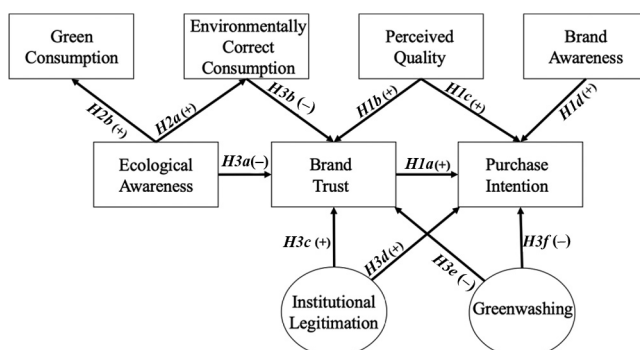 Green
Consumption
Environmentally
Correct
Consumption
Perceived
Quality
Brand
Awareness
H2b(+)
H2a(+)
H3b(–)
H1b(+)
H1c(+)
H1d(+)
Ecological
Awareness
H3a(–)
Brand
Trust
H1a(+)
Purchase
Intention
H3c (+)
H3d(+)
H3e(–)
H3f(–)
Institutional
Legitimation
Greenwashing